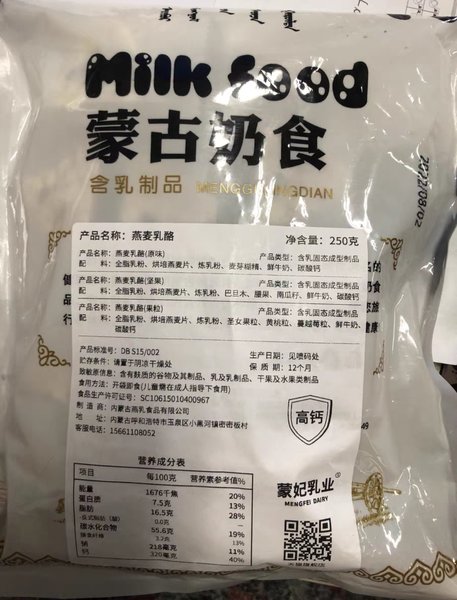 Milk food
蒙古奶食
含乳制品
2022/08/02
产品名称：燕麦乳酪 净含量：250克
产品名称：燕麦乳酪(原味) 产品类型：含乳固态成型制品
配 料：全脂乳粉、烘焙燕麦片、炼乳粉、麦芽糊精、鲜牛奶、碳酸钙
产品名称：燕麦乳酪(坚果) 产品类型：含乳固态成型制品
配 料：全脂乳粉、烘焙燕麦片、炼乳粉、巴旦木、腰果、南瓜籽、鲜牛奶、碳酸钙
产品名称：燕麦乳酪(果粒) 产品类型：含乳固态成型制品
配 料：全脂乳粉、烘焙燕麦片、炼乳粉、圣女果粒、黄桃粒、蔓越莓粒、鲜牛奶、
碳酸钙
产品标准号：DBS15/002 生产日期：见喷码处
贮存条件：请置于阴凉干燥处 保 质 期：12个月
致敏原信息：含有麸质的谷物及其制品、乳及乳制品、干果及水果类制品
食用方法：开袋即食(儿童需在成人指导下食用)
食品生产许可证号：SC10615010400967
制 造 商：内蒙古燕乳食品有限公司
地 址：内蒙古呼和浩特市玉泉区小黑河镇密密板村
客服电话：15661108052
高钙
营养成分表
项目 每100克 营养素参考值%
能量 1676千焦 20%
蛋白质 7.5克 13%
脂肪 16.5克 28%
0.0克
碳水化合物 55.6克 19%
膳食纤维 3.2克 13%
钠 218毫克 11%
钙 320毫克 40%
蒙妃乳业
MENGFEI DAIRY